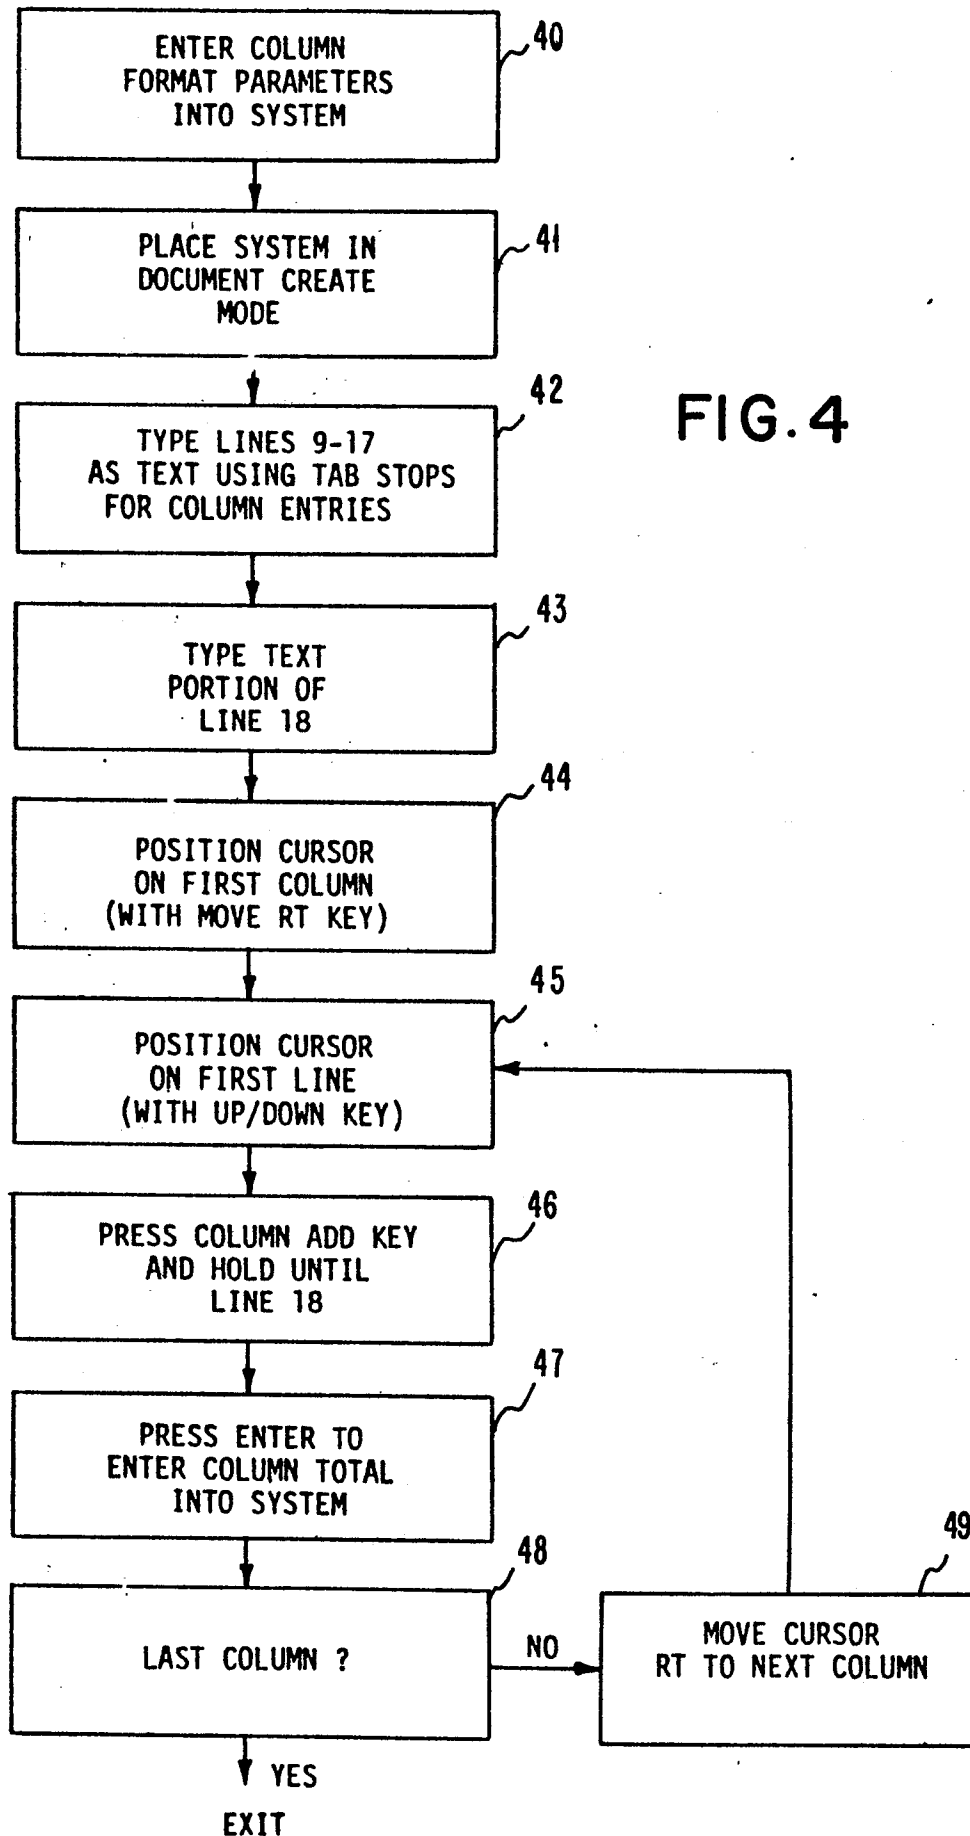 ENTER COLUMN
FORMAT PARAMETERS
INTO SYSTEM
40
PLACE SYSTEM IN
DOCUMENT CREATE
MODE
41
TYPE LINES 9-17
AS TEXT USING TAB STOPS
FOR COLUMN ENTRIES
42
FIG. 4
TYPE TEXT
PORTION OF
LINE 18
43
POSITION CURSOR
ON FIRST COLUMN
(WITH MOVE RT KEY)
44
POSITION CURSOR
ON FIRST LINE
(WITH UP/DOWN KEY)
45
PRESS COLUMN ADD KEY
AND HOLD UNTIL
LINE 18
46
PRESS ENTER TO
ENTER COLUMN TOTAL
INTO SYSTEM
47
LAST COLUMN ?
48
NO
MOVE CURSOR
RT TO NEXT COLUMN
49
YES
EXIT